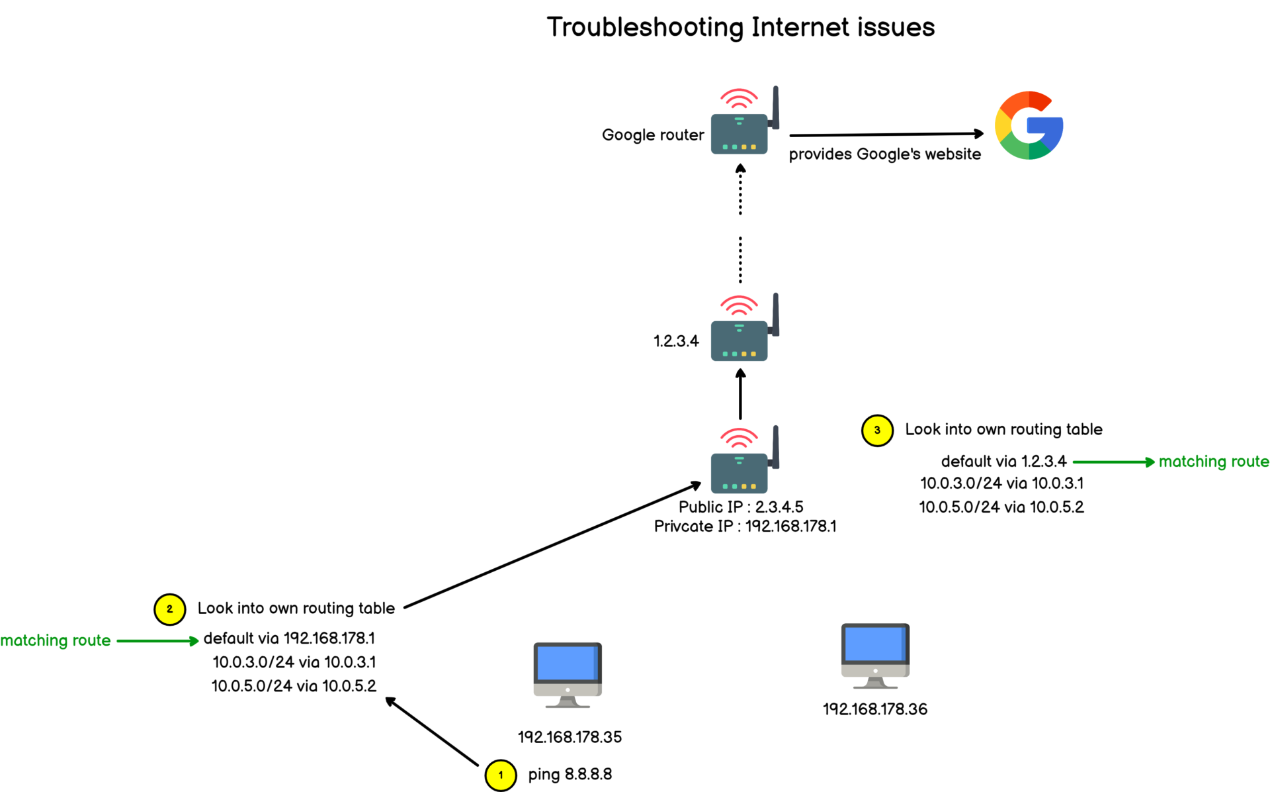 Troubleshooting Internet issues
Google router
provides Google's website
1.2.3.4
3
Look into own routing table
default via 1.2.3.4
matching route
10.0.3.0/24 via 10.0.3.1
10.0.5.0/24 via 10.0.5.2
Public IP : 2.3.4.5
Privcate IP : 192.168.178.1
2
Look into own routing table
matching route
default via 192.168.178.1
10.0.3.0/24 via 10.0.3.1
10.0.5.0/24 via 10.0.5.2
192.168.178.35
192.168.178.36
1
ping 8.8.8.8